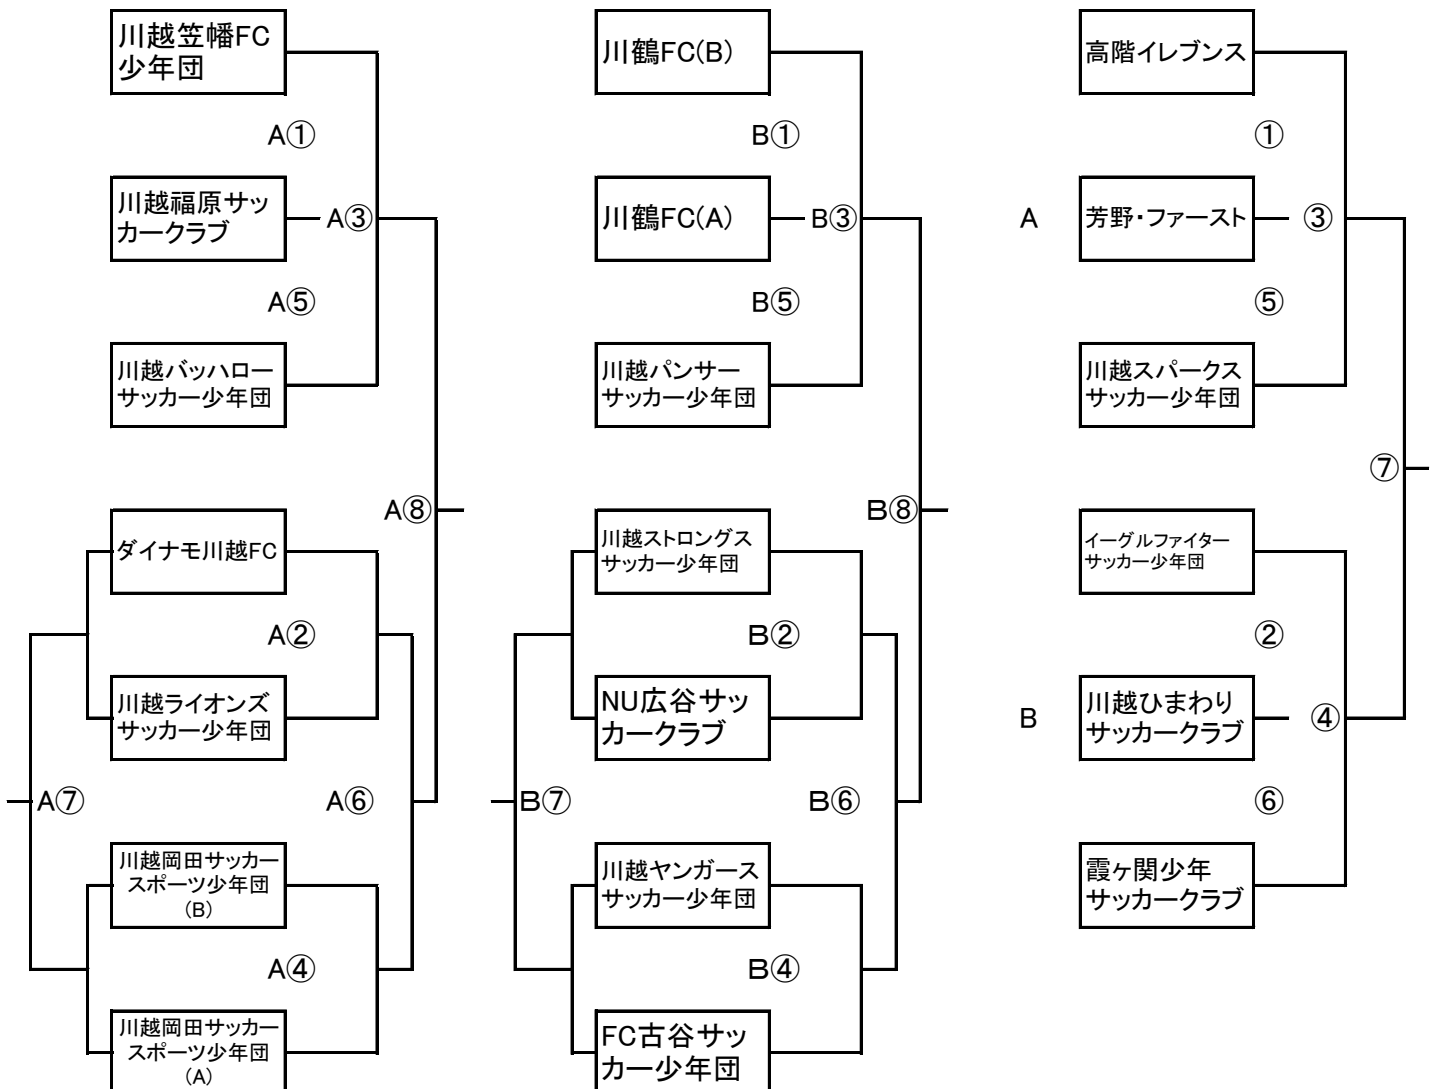 川越笠幡FC
少年団
A①
川越福原サッ
カークラブ
A③
A⑤
川越バッハロー
サッカー少年団
A⑧
ダイナモ川越FC
A②
川越ライオンズ
サッカー少年団
A⑦
A⑥
川越岡田サッカー
スポーツ少年団
(B)
A④
川越岡田サッカー
スポーツ少年団
(A)
川鶴FC(B)
B①
川鶴FC(A)
B③
B⑤
川越パンサー
サッカー少年団
B⑧
川越ストロングス
サッカー少年団
B②
NU広谷サッ
カークラブ
B⑦
B⑥
川越ヤンガース
サッカー少年団
B④
FC古谷サッ
カー少年団
高階イレブンス
①
A
芳野・ファースト
③
⑤
川越スパークス
サッカー少年団
⑦
イーグルファイター
サッカー少年団
②
B
川越ひまわり
サッカークラブ
④
⑥
霞ヶ関少年
サッカークラブ